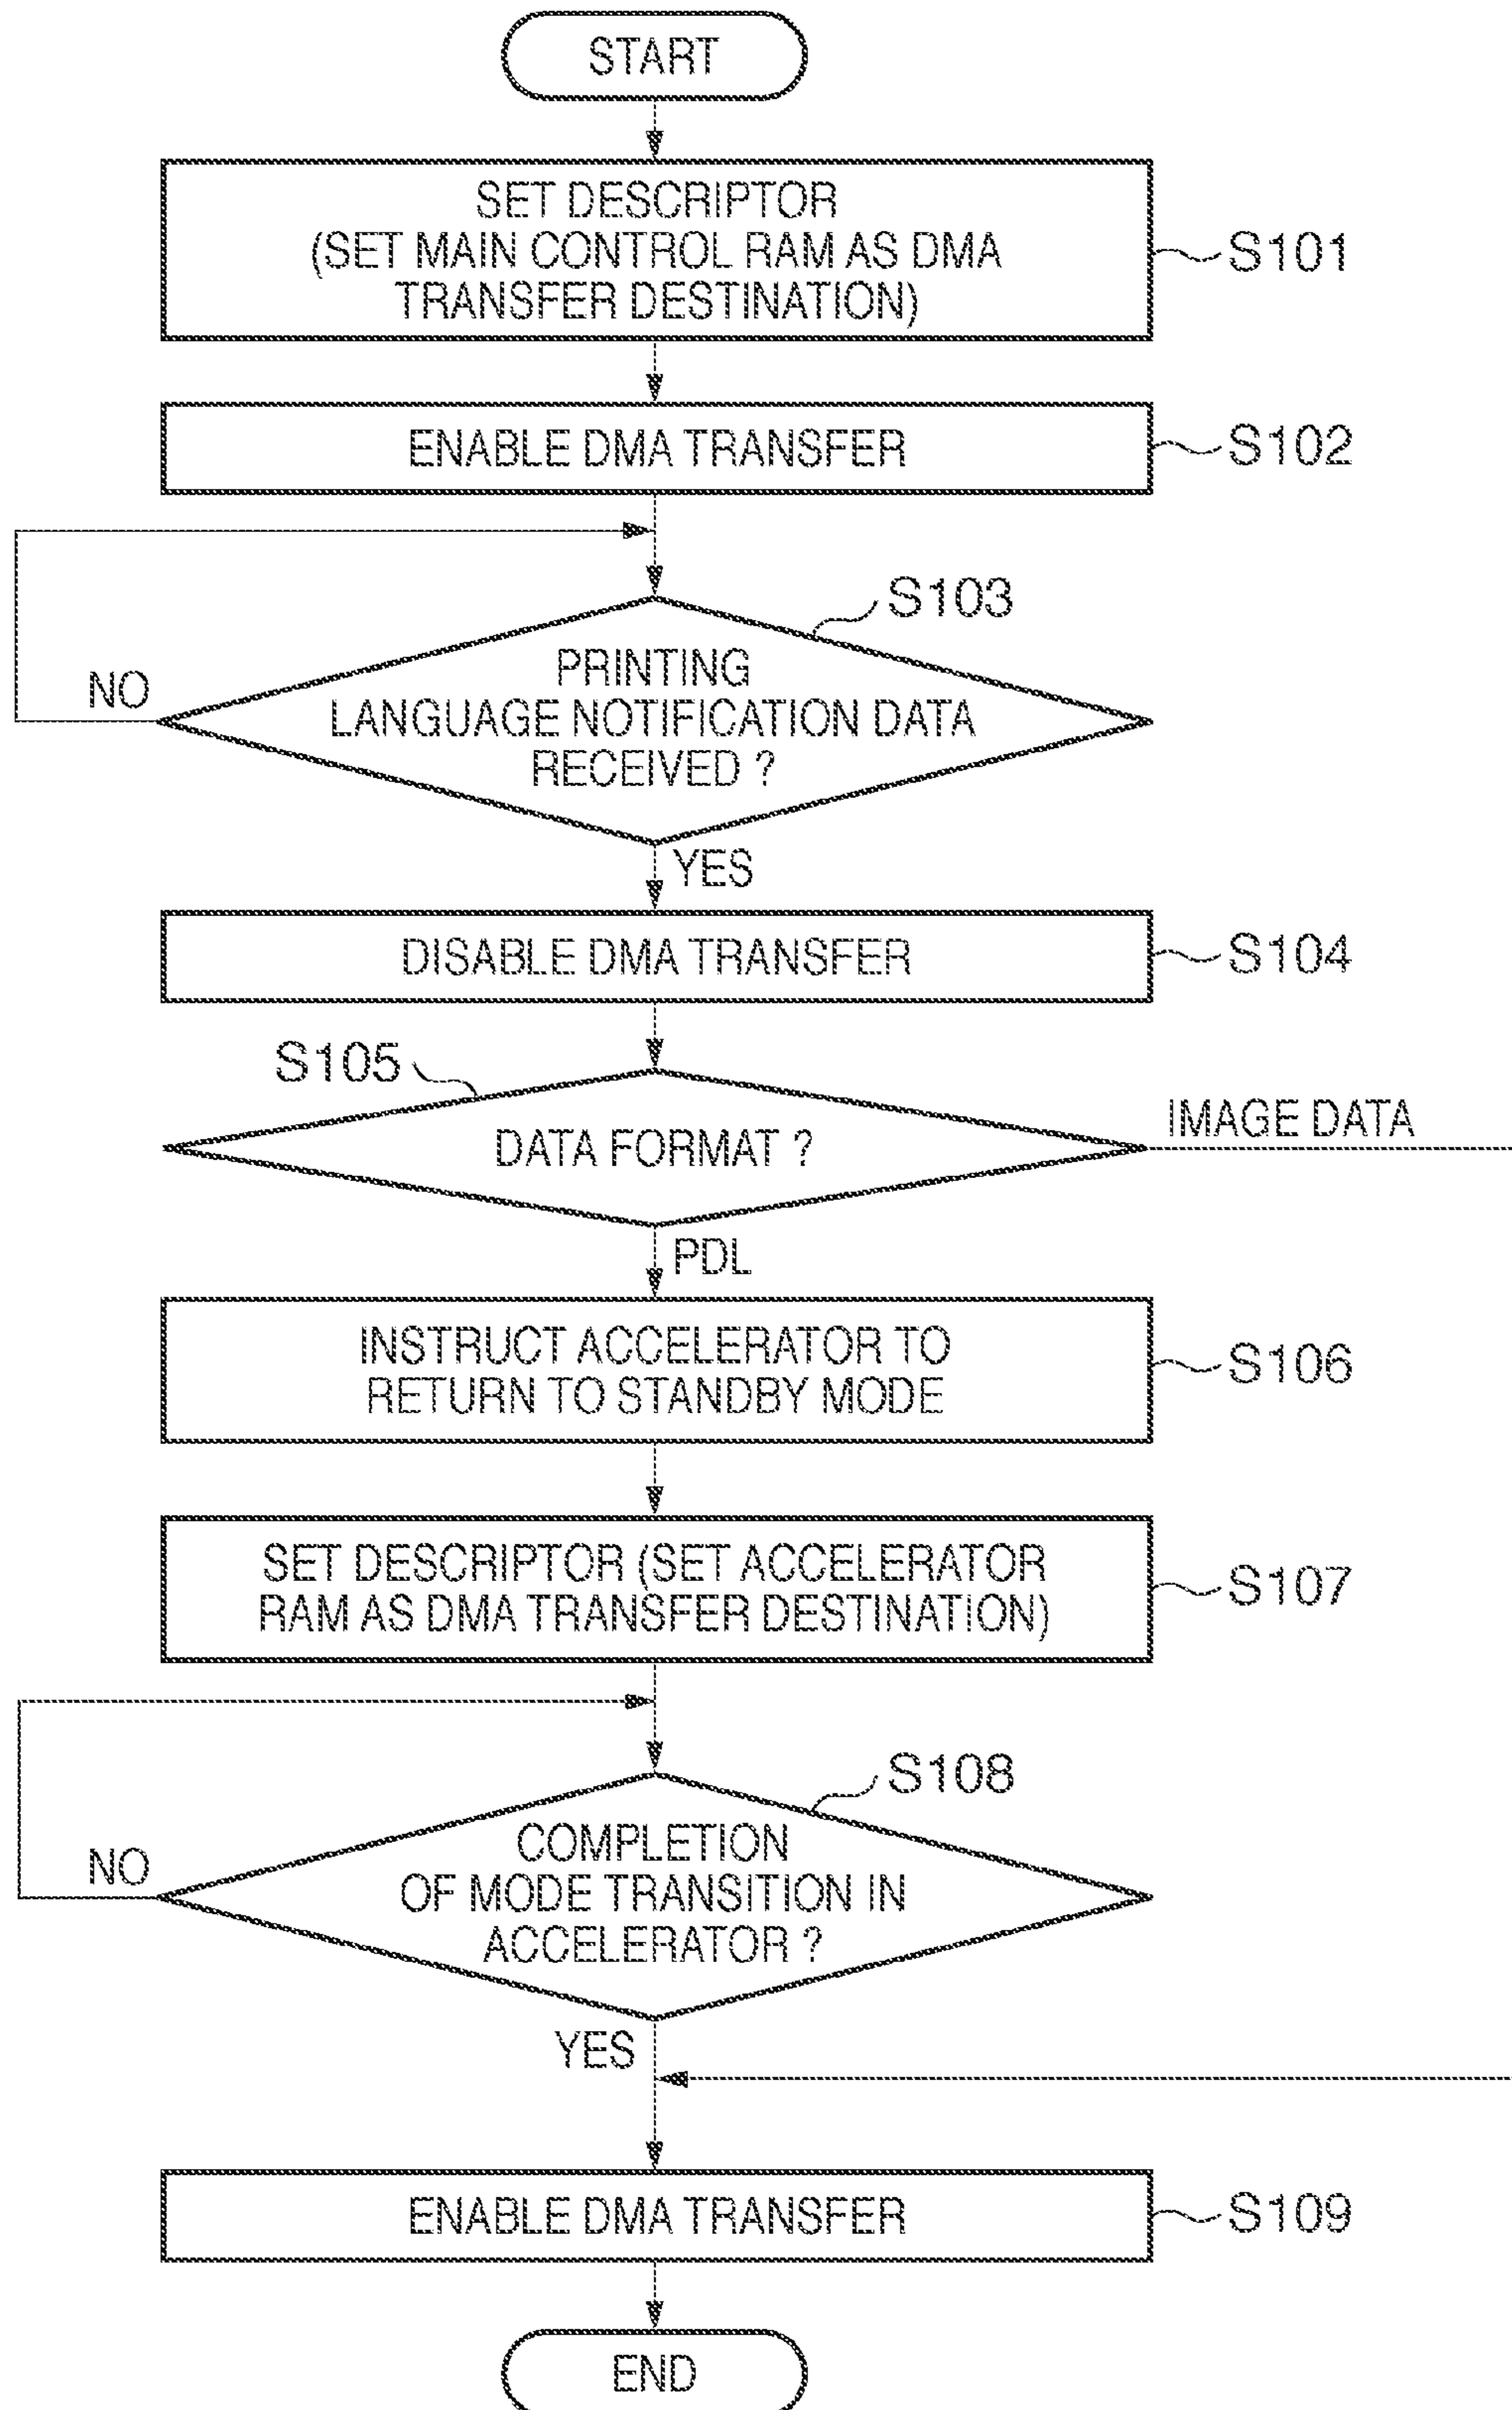 START
SET DESCRIPTOR
(SET MAIN CONTROL RAM AS DMA
TRANSFER DESTINATION)
S101
ENABLE DMA TRANSFER
S102
S103
PRINTING
LANGUAGE NOTIFICATION DATA
RECEIVED ?
NO
YES
DISABLE DMA TRANSFER
S104
S105
DATA FORMAT ?
IMAGE DATA
PDL
INSTRUCT ACCELERATOR TO
RETURN TO STANDBY MODE
S106
SET DESCRIPTOR (SET ACCELERATOR
RAM AS DMA TRANSFER DESTINATION)
S107
S108
COMPLETION
OF MODE TRANSITION IN
ACCELERATOR ?
NO
YES
ENABLE DMA TRANSFER
S109
END